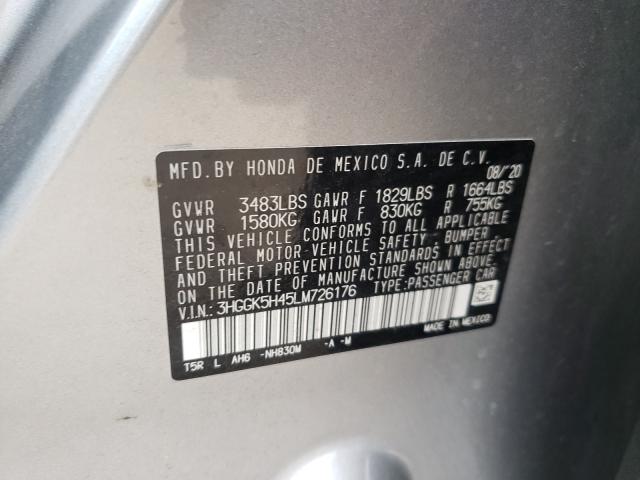 MFD. BY HONDA DE MEXICO S.A. DE C.V. 08/20
GVWR 3483LBS GAWR F 1829LBS R 1664LBS
GVWR 1580KG GAWR F 830KG R 755KG
THIS VEHICLE CONFORMS TO ALL APPLICABLE
FEDERAL MOTOR VEHICLE SAFETY, BUMPER
AND THEFT PREVENTION STANDARDS IN EFFECT
ON THE DATE OF MANUFACTURE SHOWN ABOVE.
V.I.N.: 3HGGK5H45LM726176 TYPE:PASSENGER CAR
MADE IN MEXICO
T5R L AH6 -NH830M -A -M